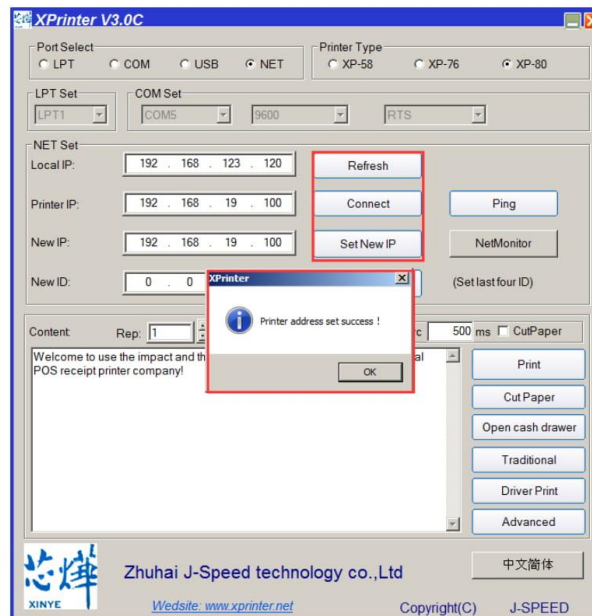 XPrinter V3.0C
Port Select
LPT COM USB NET
Printer Type
XP-58 XP-76 XP-80
LPT Set
LPT1
COM Set
COM5 9600 RTS
NET Set
Local IP: 192 . 168 . 123 . 120 Refresh
Printer IP: 192 . 168 . 19 . 100 Connect Ping
New IP: 192 . 168 . 19 . 100 Set New IP NetMonitor
New ID: 0 . 0 (Set last four ID)
XPrinter
Printer address set success !
OK
Content: Rep: 1 500 ms CutPaper
Welcome to use the impact and th
POS receipt printer company!
Print
Cut Paper
Open cash drawer
Traditional
Driver Print
Advanced
芯烨
XINYE
Zhuhai J-Speed technology co.,Ltd
中文简体
Wedsite: www.xprinter.net
Copyright(C) J-SPEED